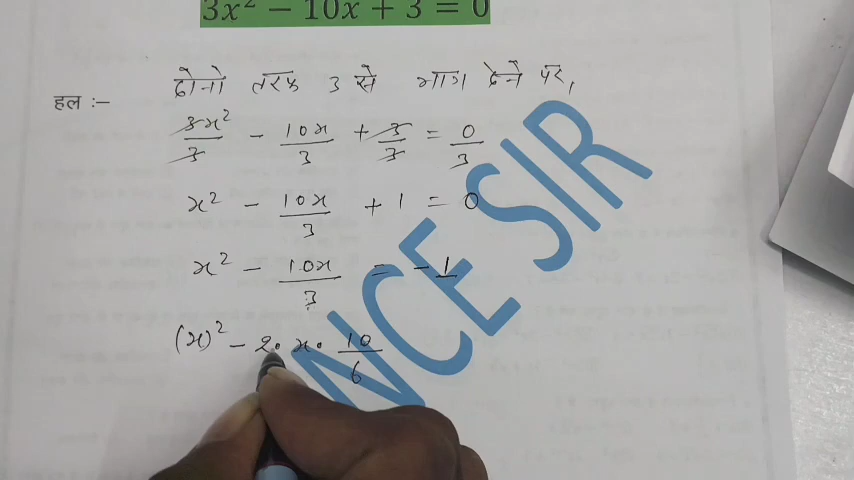 3x² − 10x + 3 = 0
हल :–
दोनो तरफ 3 से भाग देने पर,
3x²/3 - 10x/3 + 3/3 = 0/3
x² - 10x/3 + 1 = 0
x² - 10x/3 = -1
(x)² - 2·x·10/6
NCE SIR